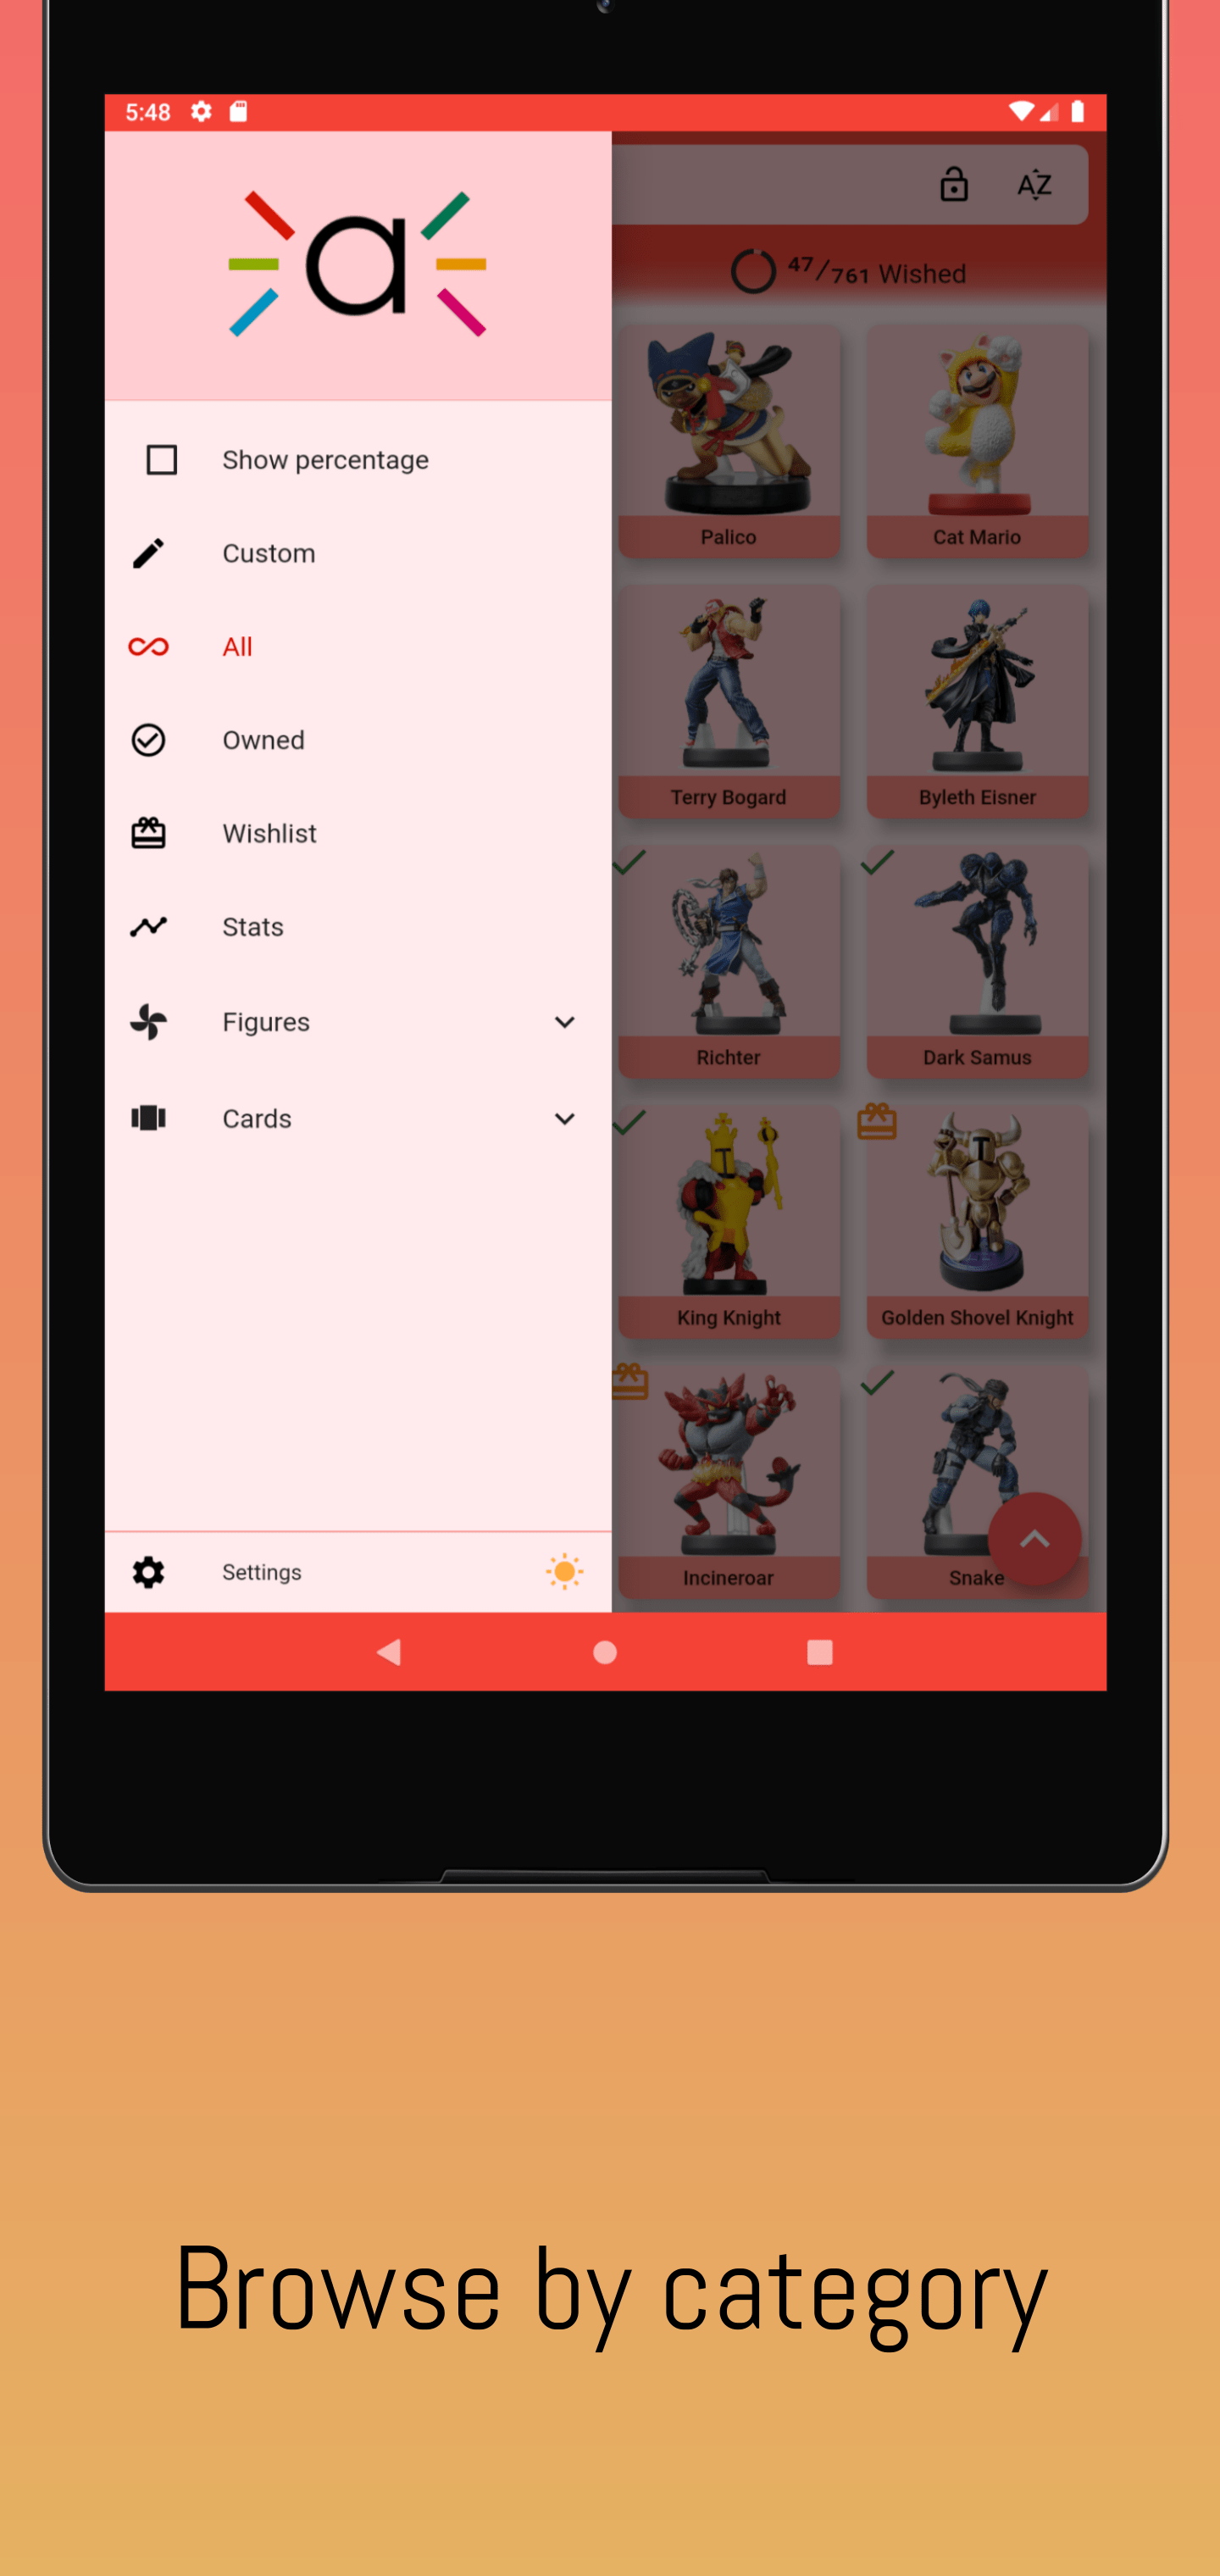 5:48
a
AZ
47/761 Wished
Show percentage
Custom
All
Owned
Wishlist
Stats
Figures
Cards
Settings
Palico
Cat Mario
Terry Bogard
Byleth Eisner
Richter
Dark Samus
King Knight
Golden Shovel Knight
Incineroar
Snake
Browse by category